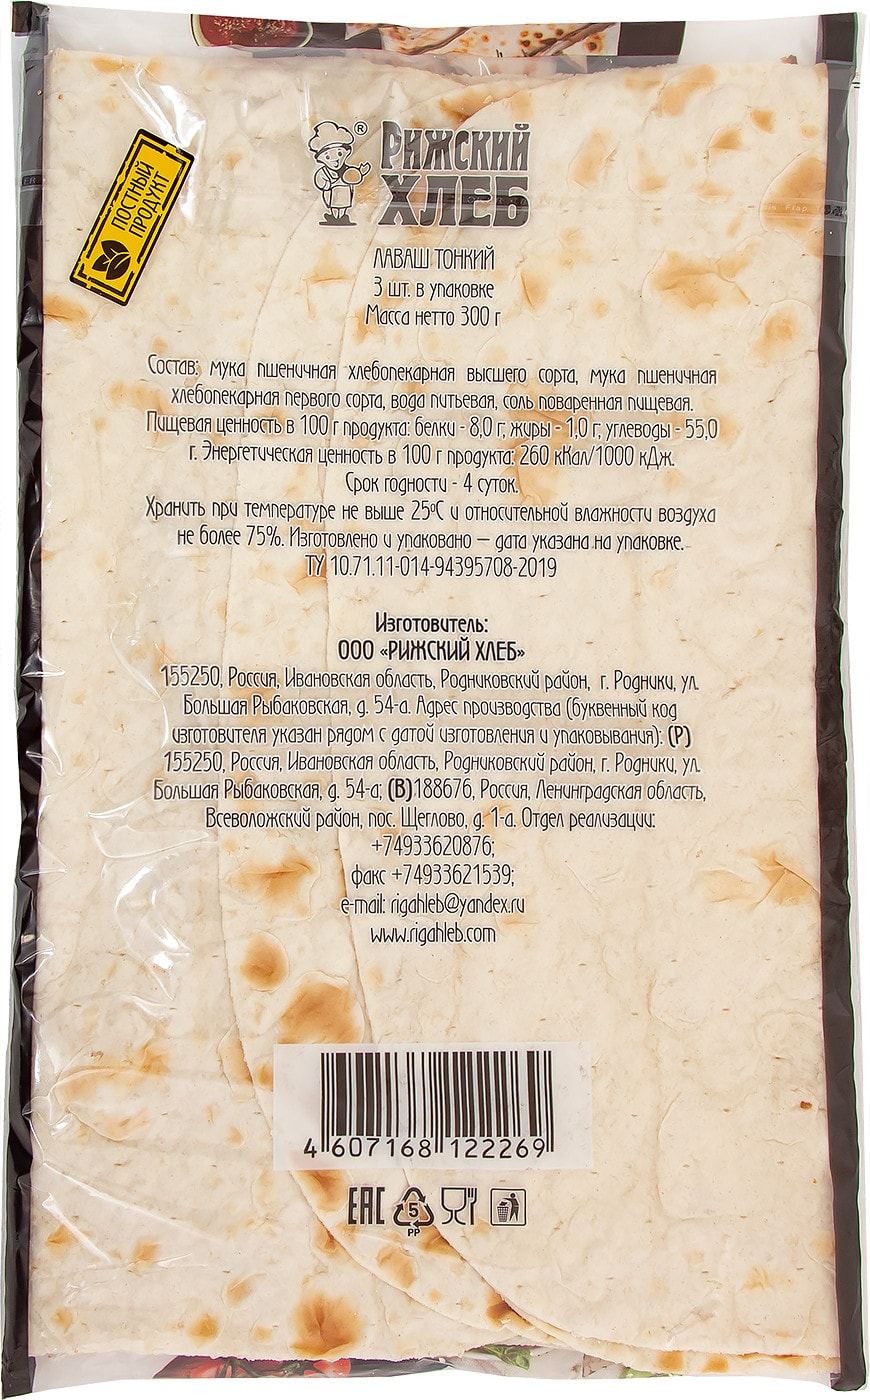 ПОСТНЫЙ
ПРОДУКТ
®
РИЖСКИЙ
ХЛЕБ
ЛАВАШ ТОНКИЙ
3 шт. в упаковке
Масса нетто 300 г
Состав: мука пшеничная хлебопекарная высшего сорта, мука пшеничная
хлебопекарная первого сорта, вода питьевая, соль поваренная пищевая.
Пищевая ценность в 100 г продукта: белки - 8,0 г; жиры - 1,0 г; углеводы - 55,0
г. Энергетическая ценность в 100 г продукта: 260 кКал/1000 кДж.
Срок годности - 4 суток.
Хранить при температуре не выше 25ºС и относительной влажности воздуха
не более 75%. Изготовлено и упаковано – дата указана на упаковке.
ТУ 10.71.11-014-94395708-2019
Изготовитель:
ООО «РИЖСКИЙ ХЛЕБ»
155250, Россия, Ивановская область, Родниковский район, г. Родники, ул.
Большая Рыбаковская, д. 54-а. Адрес производства (буквенный код
изготовителя указан рядом с датой изготовления и упаковывания): (Р)
155250, Россия, Ивановская область, Родниковский район, г. Родники, ул.
Большая Рыбаковская, д. 54-а; (В)188676, Россия, Ленинградская область,
Всеволожский район, пос. Щеглово, д. 1-а. Отдел реализации:
+74933620876;
факс +74933621539;
e-mail: rigahleb@yandex.ru
www.rigahleb.com
4 607168 122269
EAC
5
PP